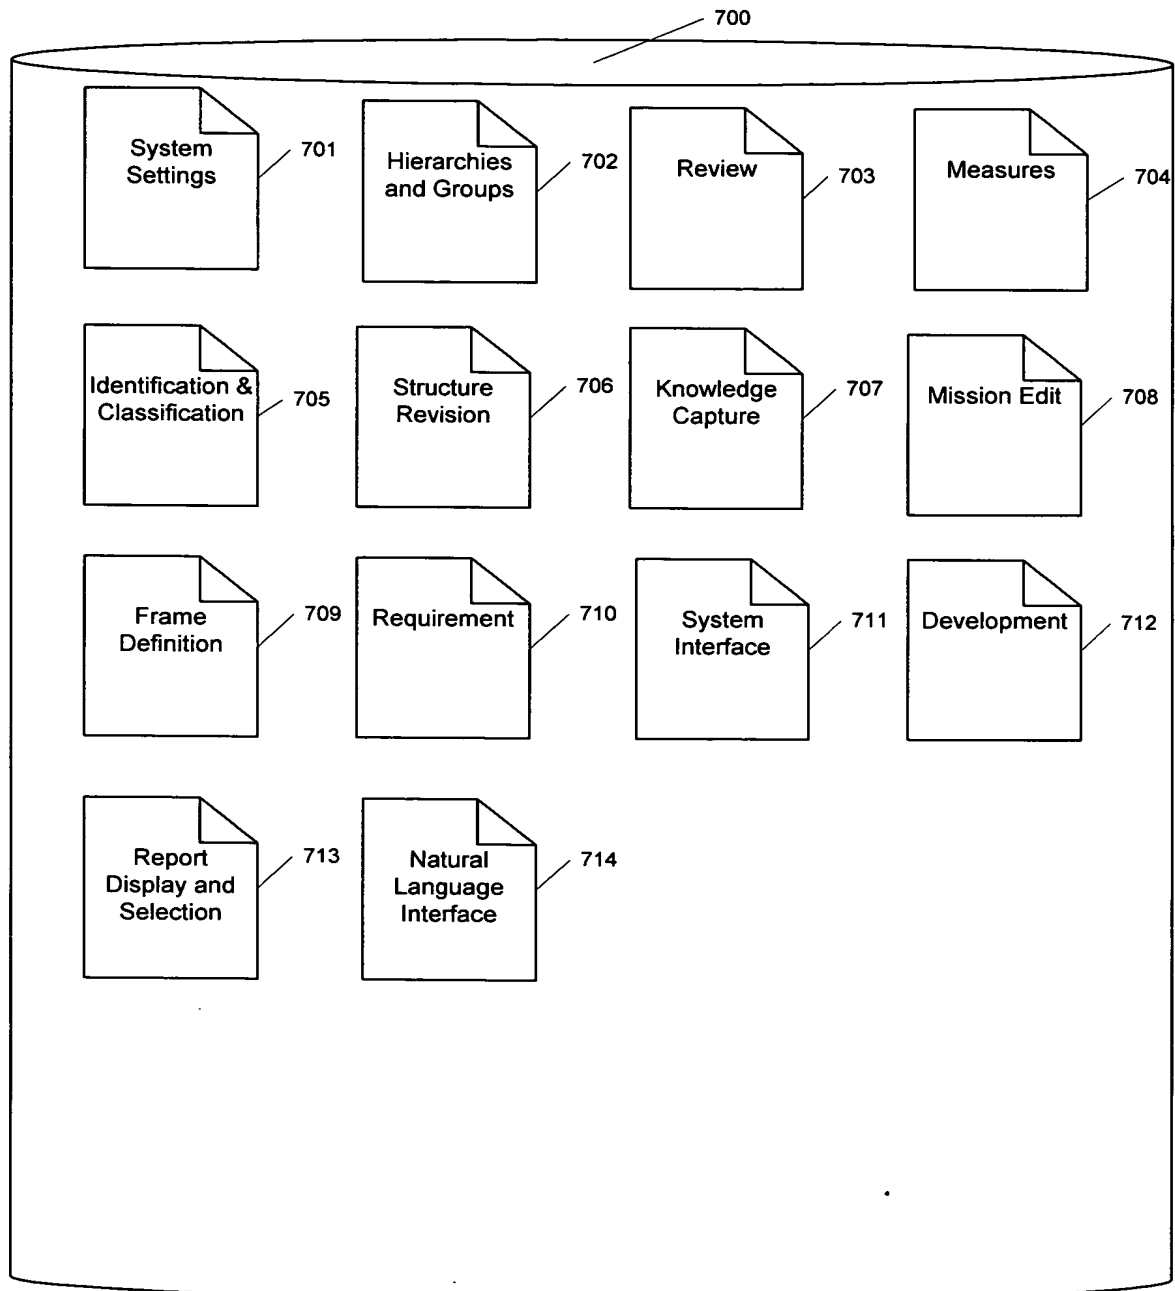 700
System
Settings
701
Hierarchies
and Groups
702
Review
703
Measures
704
Identification &
Classification
705
Structure
Revision
706
Knowledge
Capture
707
Mission Edit
708
Frame
Definition
709
Requirement
710
System
Interface
711
Development
712
Report
Display and
Selection
713
Natural
Language
Interface
714